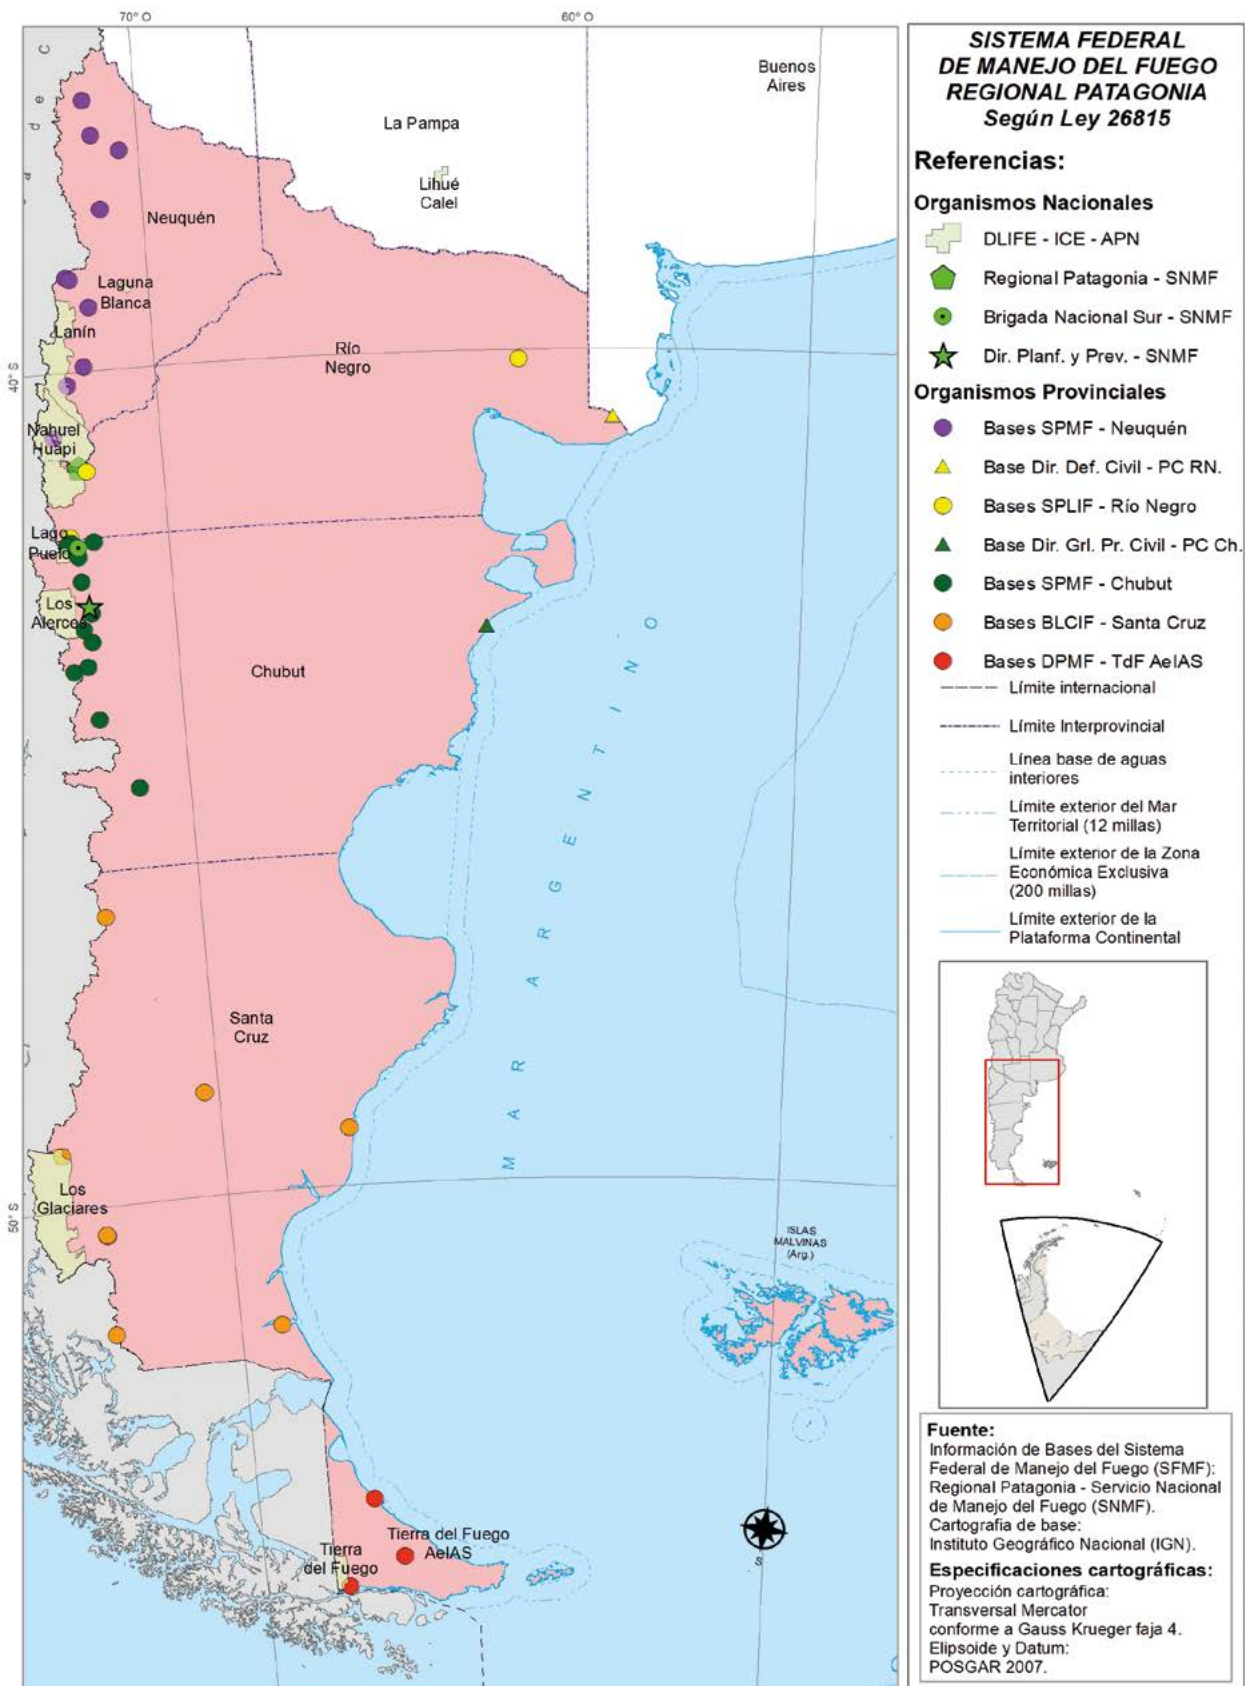 70° O
60° O
C
d e
d a
Buenos
Aires
La Pampa
Lihué
Calel
Neuquén
Laguna
Blanca
Lanín
Río
Negro
40° S
Nahuel
Huapi
Lago
Puelo
Los
Alerces
Chubut
MAR ARGENTINO
Santa
Cruz
50° S
Los
Glaciares
ISLAS
MALVINAS
(Arg.)
Tierra del Fuego
AeIAS
Tierra
del Fuego
S
SISTEMA FEDERAL
DE MANEJO DEL FUEGO
REGIONAL PATAGONIA
Según Ley 26815
Referencias:
Organismos Nacionales
DLIFE - ICE - APN
Regional Patagonia - SNMF
Brigada Nacional Sur - SNMF
Dir. Planf. y Prev. - SNMF
Organismos Provinciales
Bases SPMF - Neuquén
Base Dir. Def. Civil - PC RN.
Bases SPLIF - Río Negro
Base Dir. Grl. Pr. Civil - PC Ch.
Bases SPMF - Chubut
Bases BLCIF - Santa Cruz
Bases DPMF - TdF AeIAS
Límite internacional
Límite Interprovincial
Línea base de aguas
interiores
Límite exterior del Mar
Territorial (12 millas)
Límite exterior de la Zona
Económica Exclusiva
(200 millas)
Límite exterior de la
Plataforma Continental
Fuente:
Información de Bases del Sistema
Federal de Manejo del Fuego (SFMF):
Regional Patagonia - Servicio Nacional
de Manejo del Fuego (SNMF).
Cartografia de base:
Instituto Geográfico Nacional (IGN).
Especificaciones cartográficas:
Proyección cartográfica:
Transversal Mercator
conforme a Gauss Krueger faja 4.
Elipsoide y Datum:
POSGAR 2007.